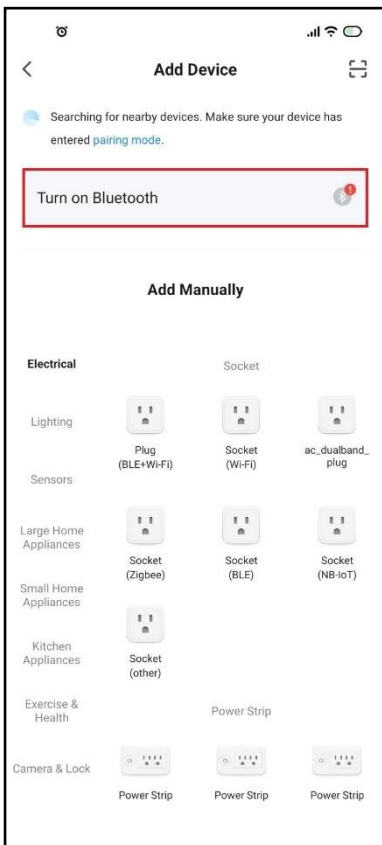 Add Device
Searching for nearby devices. Make sure your device has
entered pairing mode.
Turn on Bluetooth
Add Manually
Electrical
Lighting
Sensors
Large Home
Appliances
Small Home
Appliances
Kitchen
Appliances
Exercise &
Health
Camera & Lock
Socket
Plug
(BLE+Wi-Fi)
Socket
(Wi-Fi)
ac_dualband_
plug
Socket
(Zigbee)
Socket
(BLE)
Socket
(NB-IoT)
Socket
(other)
Power Strip
Power Strip
Power Strip
Power Strip